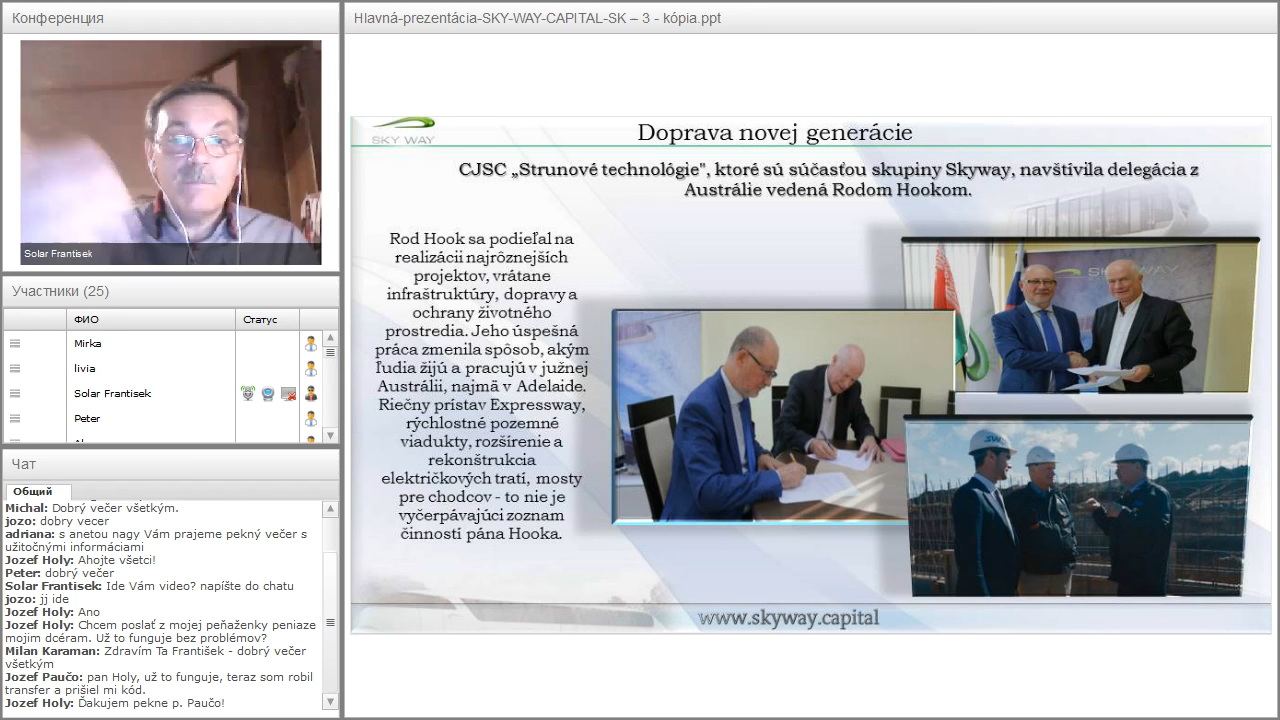 Конференция
Solar Frantisek
Участники (25)
ФИО
Статус
Mirka
livia
Solar Frantisek
Peter
Чат
Общий
Michal: Dobrý večer všetkým.
jozo: dobry vecer
adriana: s anetou nagy Vám prajeme pekný večer s
užitočnými informáciami
Jozef Holy: Ahojte všetci!
Peter: dobrý večer
Solar Frantisek: Ide Vám video? napíšte do chatu
jozo: jj ide
Jozef Holy: Ano
Jozef Holy: Chcem poslať z mojej peňaženky peniaze
mojim dcéram. Už to funguje bez problémov?
Milan Karaman: Zdravím Ta František - dobrý večer
všetkým
Jozef Paučo: pan Holy, už to funguje, teraz som robil
transfer a prišiel mi kód.
Jozef Holy: Ďakujem pekne p. Paučo!
Hlavná-prezentácia-SKY-WAY-CAPITAL-SK – 3 - kópia.ppt
SKY WAY
Doprava novej generácie
CJSC „Strunové technológie", ktoré sú súčasťou skupiny Skyway, navštívila delegácia z
Austrálie vedená Rodom Hookom.
Rod Hook sa podieľal na
realizácii najrôznejších
projektov, vrátane
infraštruktúry, dopravy a
ochrany životného
prostredia. Jeho úspešná
práca zmenila spôsob, akým
ľudia žijú a pracujú v južnej
Austrálii, najmä v Adelaide.
Riečny prístav Expressway,
rýchlostné pozemné
viadukty, rozšírenie a
rekonštrukcia
električkových tratí, mosty
pre chodcov - to nie je
vyčerpávajúci zoznam
činností pána Hooka.
SKY WAY
SW
www.skyway.capital